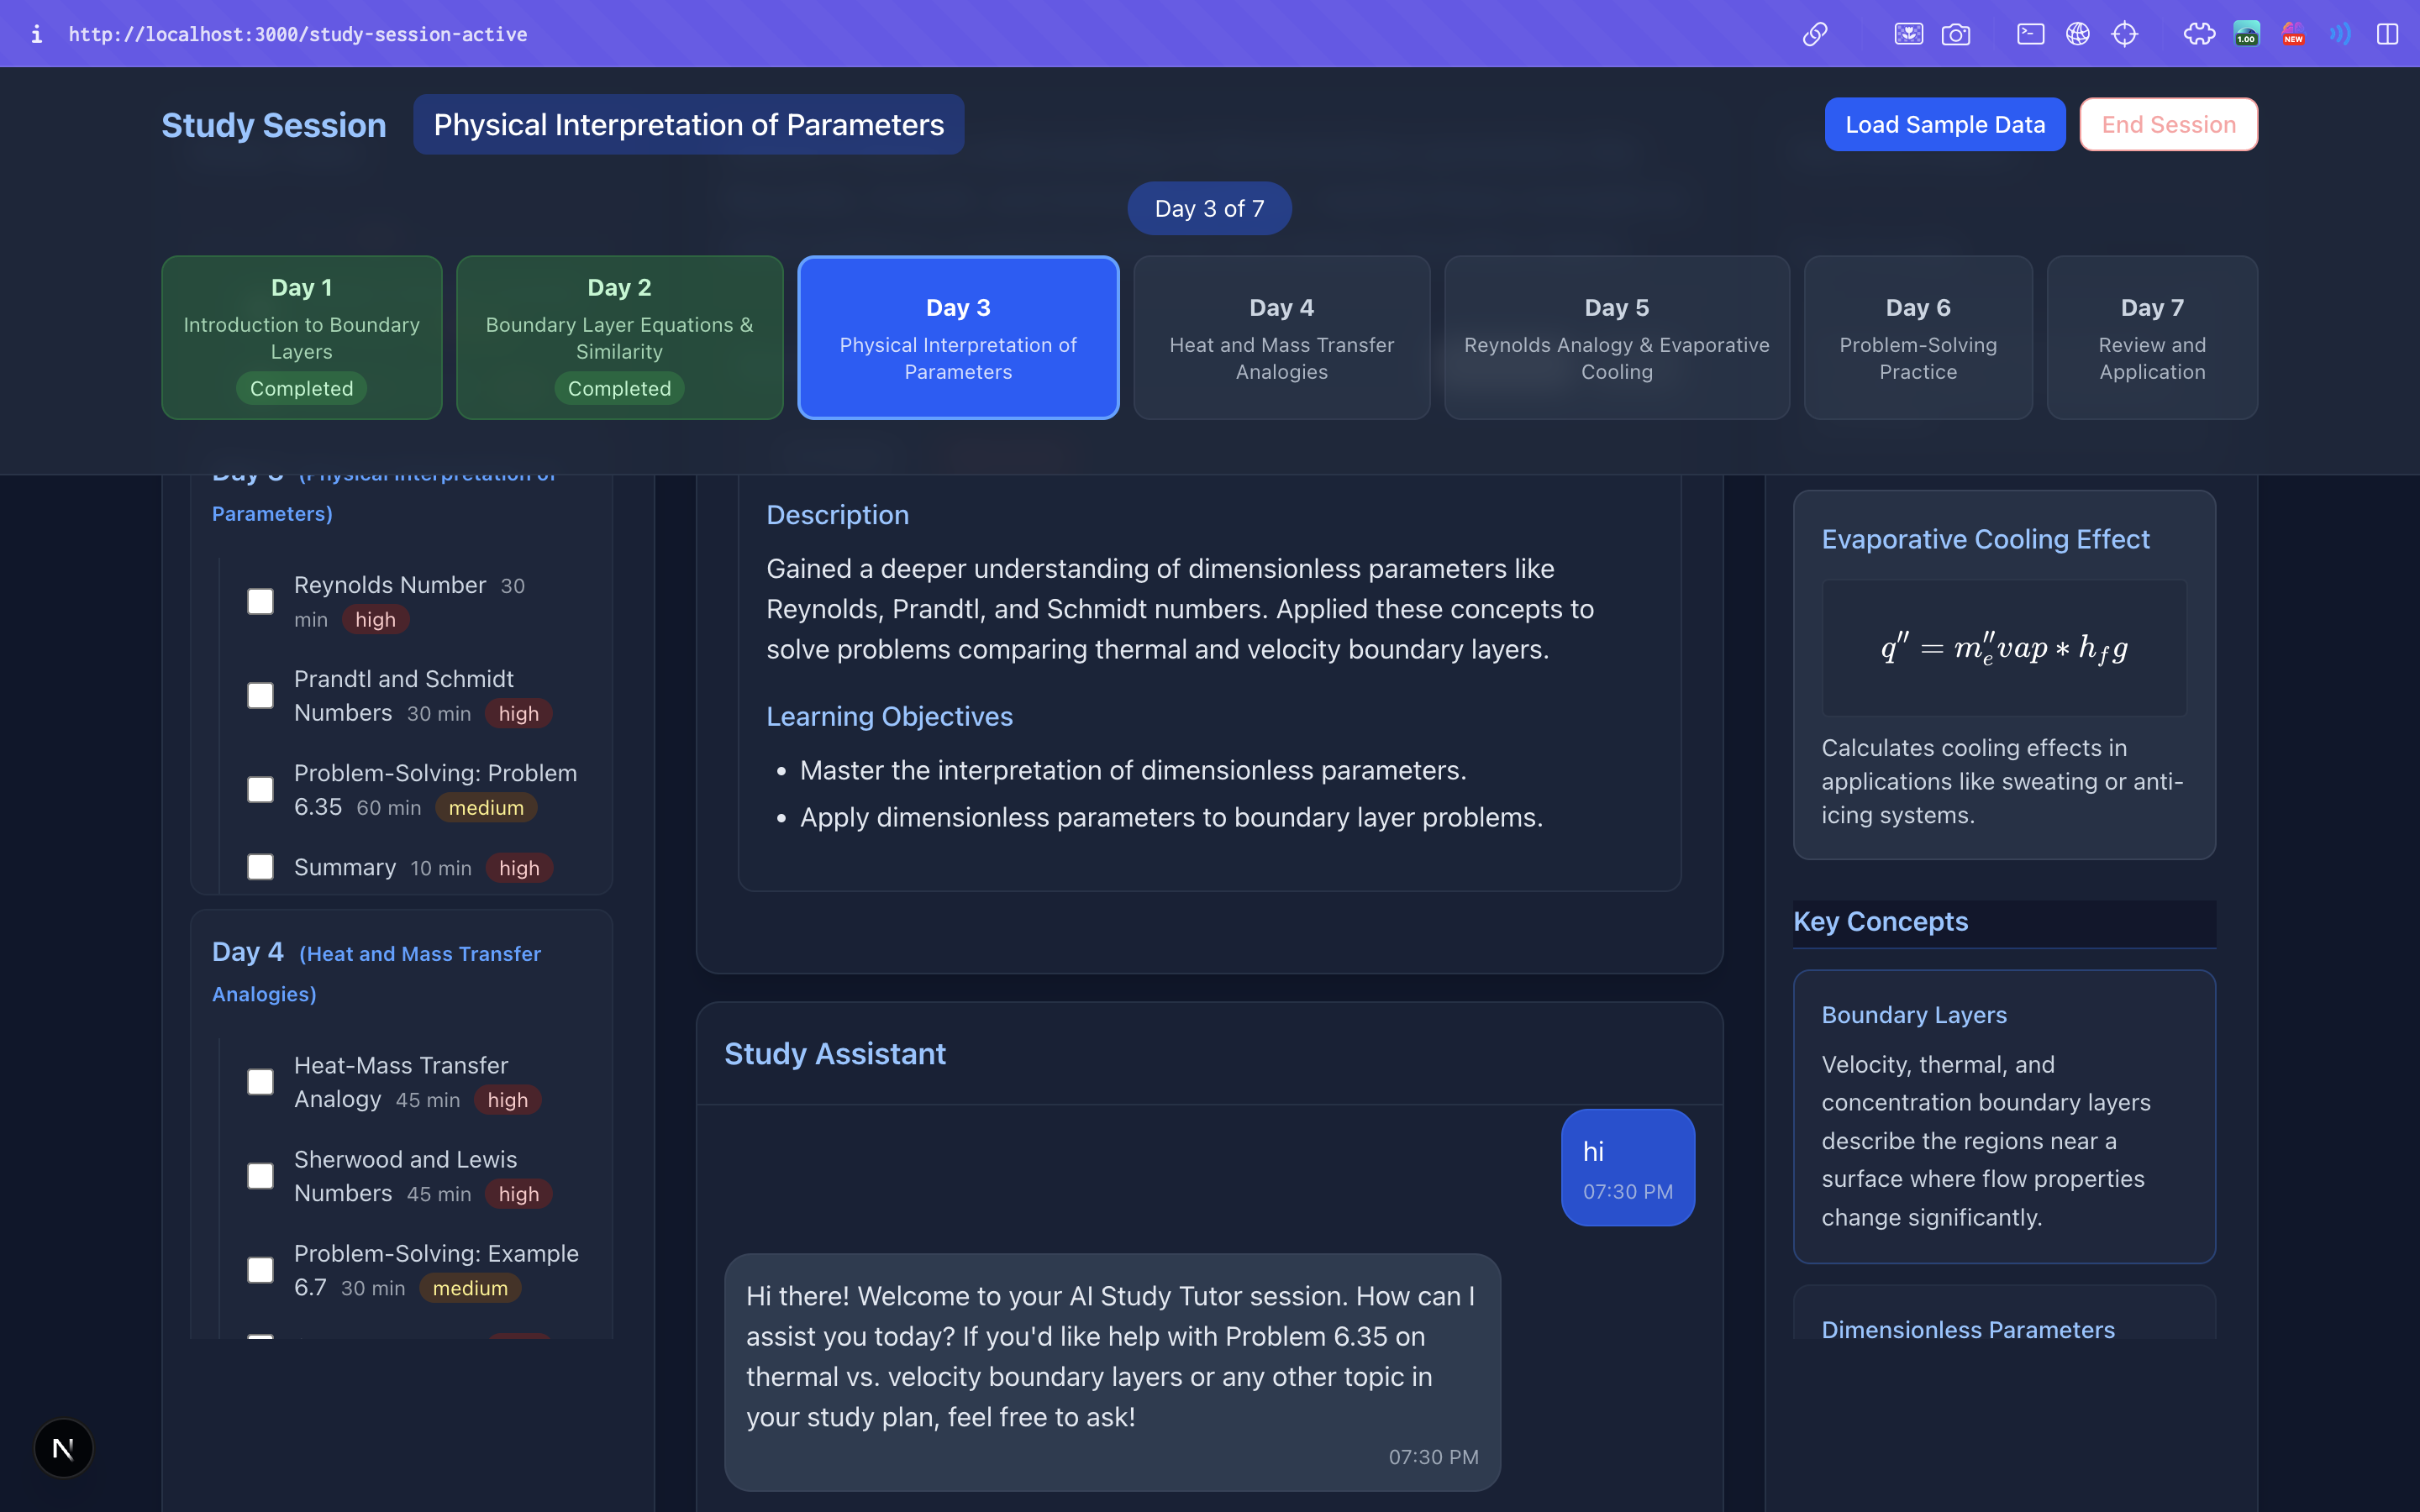 http://localhost:3000/study-session-active
1.00
NEW
Study Session
Physical Interpretation of Parameters
Load Sample Data
End Session
Day 3 of 7
Day 1
Introduction to Boundary
Layers
Completed
Day 2
Boundary Layer Equations &
Similarity
Completed
Day 3
Physical Interpretation of
Parameters
Day 4
Heat and Mass Transfer
Analogies
Day 5
Reynolds Analogy & Evaporative
Cooling
Day 6
Problem-Solving
Practice
Day 7
Review and
Application
Day 3 (Physical Interpretation of
Parameters)
Reynolds Number 30
min high
Prandtl and Schmidt
Numbers 30 min high
Problem-Solving: Problem
6.35 60 min medium
Summary 10 min high
Day 4 (Heat and Mass Transfer
Analogies)
Heat-Mass Transfer
Analogy 45 min high
Sherwood and Lewis
Numbers 45 min high
Problem-Solving: Example
6.7 30 min medium
N
Description
Gained a deeper understanding of dimensionless parameters like
Reynolds, Prandtl, and Schmidt numbers. Applied these concepts to
solve problems comparing thermal and velocity boundary layers.
Learning Objectives
• Master the interpretation of dimensionless parameters.
• Apply dimensionless parameters to boundary layer problems.
Study Assistant
hi
07:30 PM
Hi there! Welcome to your AI Study Tutor session. How can I
assist you today? If you'd like help with Problem 6.35 on
thermal vs. velocity boundary layers or any other topic in
your study plan, feel free to ask!
07:30 PM
Evaporative Cooling Effect
q″ = m″ₑvap ∗ h_f g
Calculates cooling effects in
applications like sweating or anti-
icing systems.
Key Concepts
Boundary Layers
Velocity, thermal, and
concentration boundary layers
describe the regions near a
surface where flow properties
change significantly.
Dimensionless Parameters